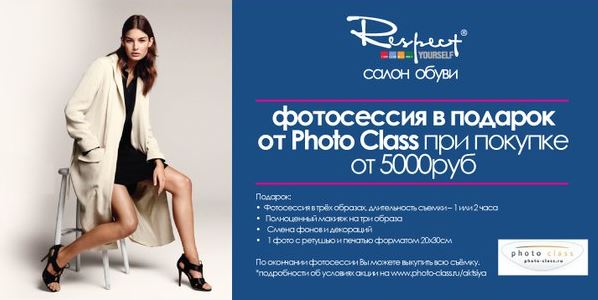 Respect®
YOURSELF
салон обуви
фотосессия в подарок
от Photo Class при покупке
от 5000руб
Подарок:
• Фотосессия в трёх образах, длительность съемки – 1 или 2 часа
• Полноценный макияж на три образа
• Смена фонов и декораций
• 1 фото с ретушью и печатью форматом 20х30см
По окончании фотосессии Вы можете выкупить всю съёмку.
*подробности об условиях акции на www.photo-class.ru/aktsiya
photo class
photo-class.ru